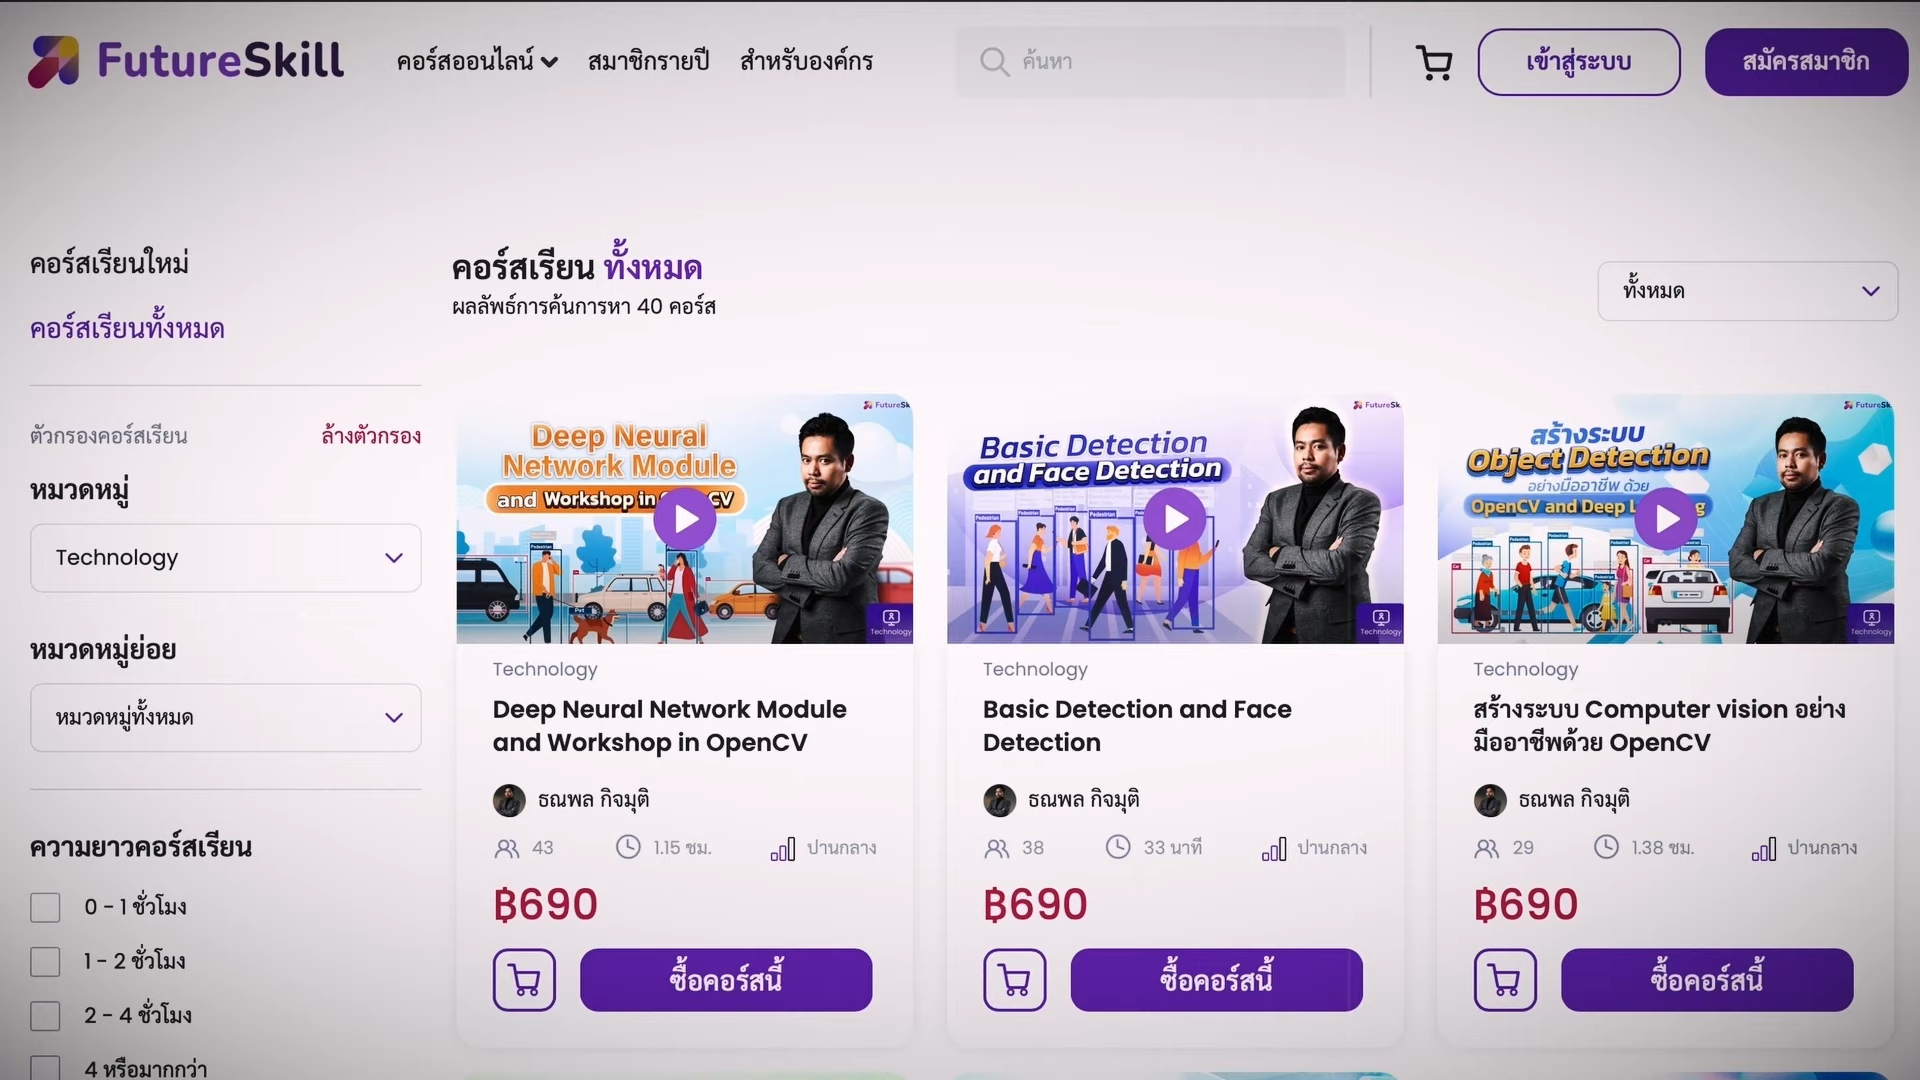 FutureSkill
คอร์สออนไลน์ สมาชิกรายปี สำหรับองค์กร
ค้นหา
เข้าสู่ระบบ
สมัครสมาชิก
คอร์สเรียนใหม่
คอร์สเรียนทั้งหมด
ตัวกรองคอร์สเรียน ล้างตัวกรอง
หมวดหมู่
Technology
หมวดหมู่ย่อย
หมวดหมู่ทั้งหมด
ความยาวคอร์สเรียน
0 - 1 ชั่วโมง
1 - 2 ชั่วโมง
2 - 4 ชั่วโมง
4 หรือมากกว่า
คอร์สเรียน ทั้งหมด
ผลลัพธ์การค้นการหา 40 คอร์ส
ทั้งหมด
Deep Neural
Network Module
and Workshop in CV
Technology
Technology
Deep Neural Network Module
and Workshop in OpenCV
ธณพล กิจมุติ
43 1.15 ชม. ปานกลาง
฿690
ซื้อคอร์สนี้
Basic Detection
and Face Detection
Technology
Technology
Basic Detection and Face
Detection
ธณพล กิจมุติ
38 33 นาที ปานกลาง
฿690
ซื้อคอร์สนี้
สร้างระบบ
Object Detection
อย่างมืออาชีพ ด้วย
OpenCV and Deep
Technology
Technology
สร้างระบบ Computer vision อย่าง
มืออาชีพด้วย OpenCV
ธณพล กิจมุติ
29 1.38 ชม. ปานกลาง
฿690
ซื้อคอร์สนี้